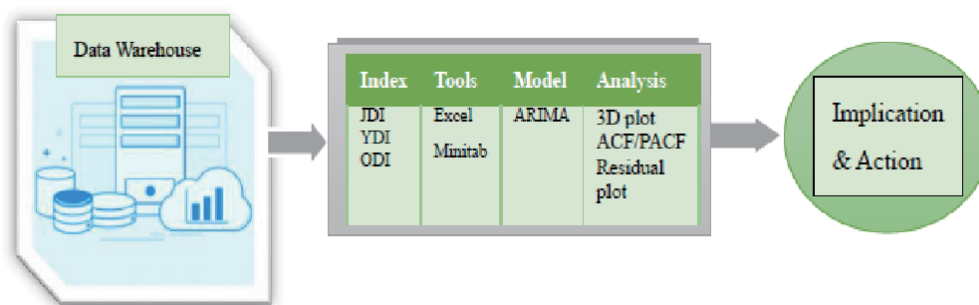 Data Warehouse
Index Tools Model Analysis
JDI Excel ARIMA 3D plot
YDI Minitab ACF/PACF
ODI Residual
plot
Implication
& Action